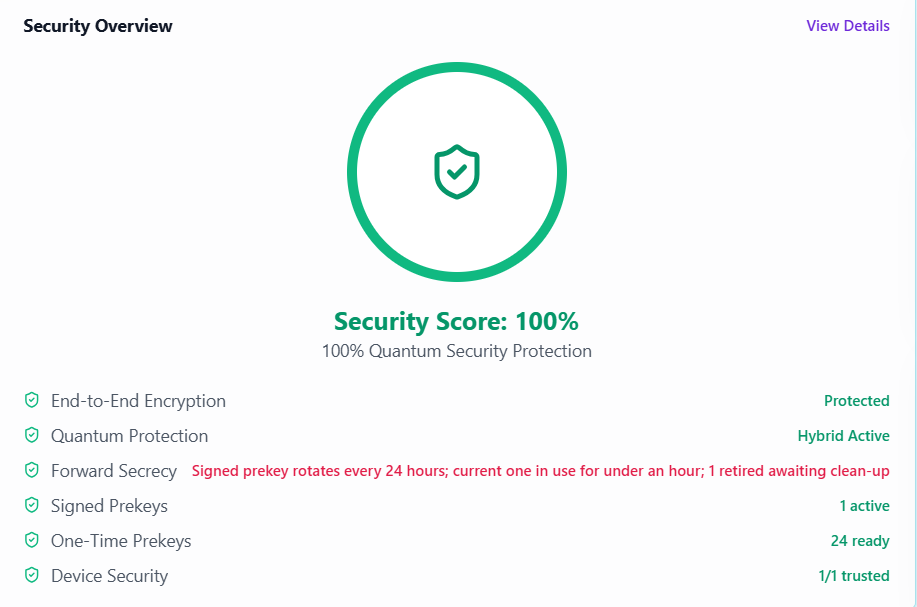 Security Overview View Details
Security Score: 100%
100% Quantum Security Protection
End-to-End Encryption Protected
Quantum Protection Hybrid Active
Forward Secrecy Signed prekey rotates every 24 hours; current one in use for under an hour; 1 retired awaiting clean-up
Signed Prekeys 1 active
One-Time Prekeys 24 ready
Device Security 1/1 trusted